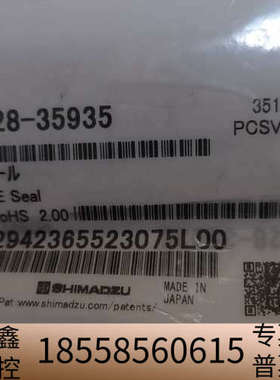 28-35935
351
PCSV
ール
E Seal
oHS 2.00
2942365523075L00
SHIMADZU
MADE IN
JAPAN
Pat.:www.shimadzu.com/patents/
鑫
控
18558560615
专
普